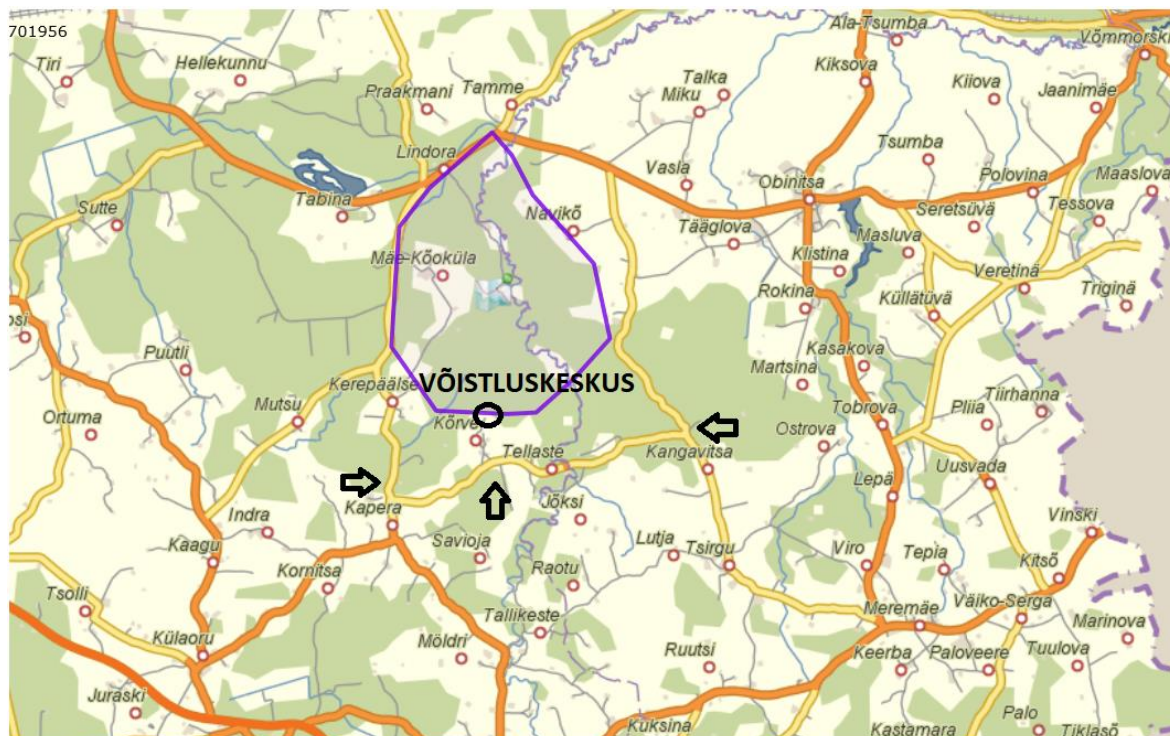 701956
Ala-Tsumba
Võmmorski
Tiri
Hellekunnu
Kiksova
Talka
Kliova
Jaanimäe
Praakmani
Tamme
Miku
Tsumba
Lindora
Vasla
Polovina
Maaslova
Obinitsa
Tabina
Sutte
Navikõ
Seretsüvä
Tessova
Tääglova
Masluva
Mäe-Kõoküla
Klistina
Veretinä
Triginä
Rokina
Küllätüvä
osi
Puutli
Kasakova
Martsina
Kerepäälse
VÕISTLUSKESKUS
Tiirhanna
Mutsu
Tobrova
Pliia
Ortuma
Kõrve
Ostrova
Tellaste
Kangavitsa
Uusvada
Lepä
Kapera
Jõksi
Indra
Vinski
Kaagu
Savioja
Lutja
Tsirgu
Viro
Tepia
Kitsõ
Kornitsa
Raotu
Tsolli
Väiko-Serga
Tallikeste
Meremäe
Marinova
Külaoru
Möldri
Ruutsi
Keerba
Paloveere
Tuulova
Juraski
Palo
Kuksina
Kastamara
Tiklasõ